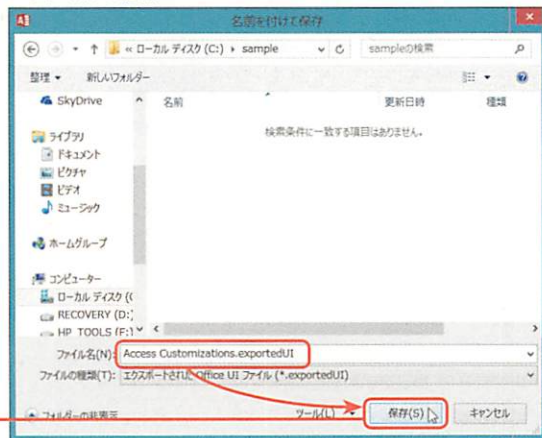 名前を付けて保存
« ローカル ディスク (C:) ▸ sample
sampleの検索
整理 ▼ 新しいフォルダー
SkyDrive
名前 更新日時 種類
検索条件に一致する項目はありません。
ライブラリ
ドキュメント
ピクチャ
ビデオ
ミュージック
ホームグループ
コンピューター
ローカル ディスク (C
RECOVERY (D:)
HP_TOOLS (E:)
ファイル名(N): Access Customizations.exportedUI
ファイルの種類(T): エクスポートされた Office UI ファイル (*.exportedUI)
フォルダーの非表示
ツール(L) ▼ 保存(S) キャンセル